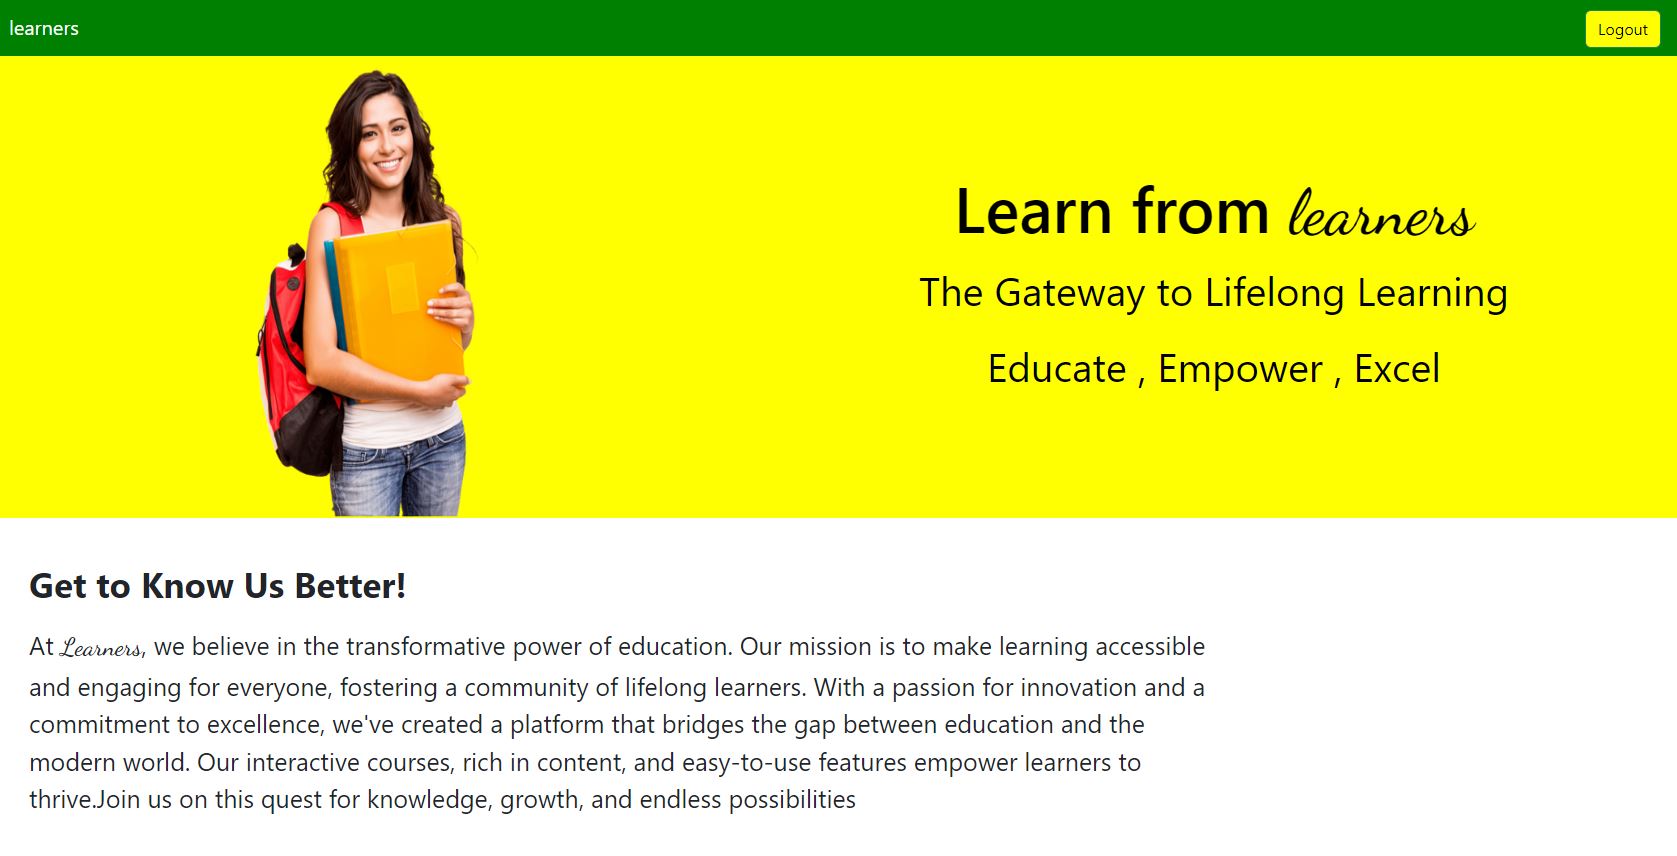 learners
Logout
Learn from learners
The Gateway to Lifelong Learning
Educate , Empower , Excel
Get to Know Us Better!
At Learners, we believe in the transformative power of education. Our mission is to make learning accessible
and engaging for everyone, fostering a community of lifelong learners. With a passion for innovation and a
commitment to excellence, we've created a platform that bridges the gap between education and the
modern world. Our interactive courses, rich in content, and easy-to-use features empower learners to
thrive.Join us on this quest for knowledge, growth, and endless possibilities